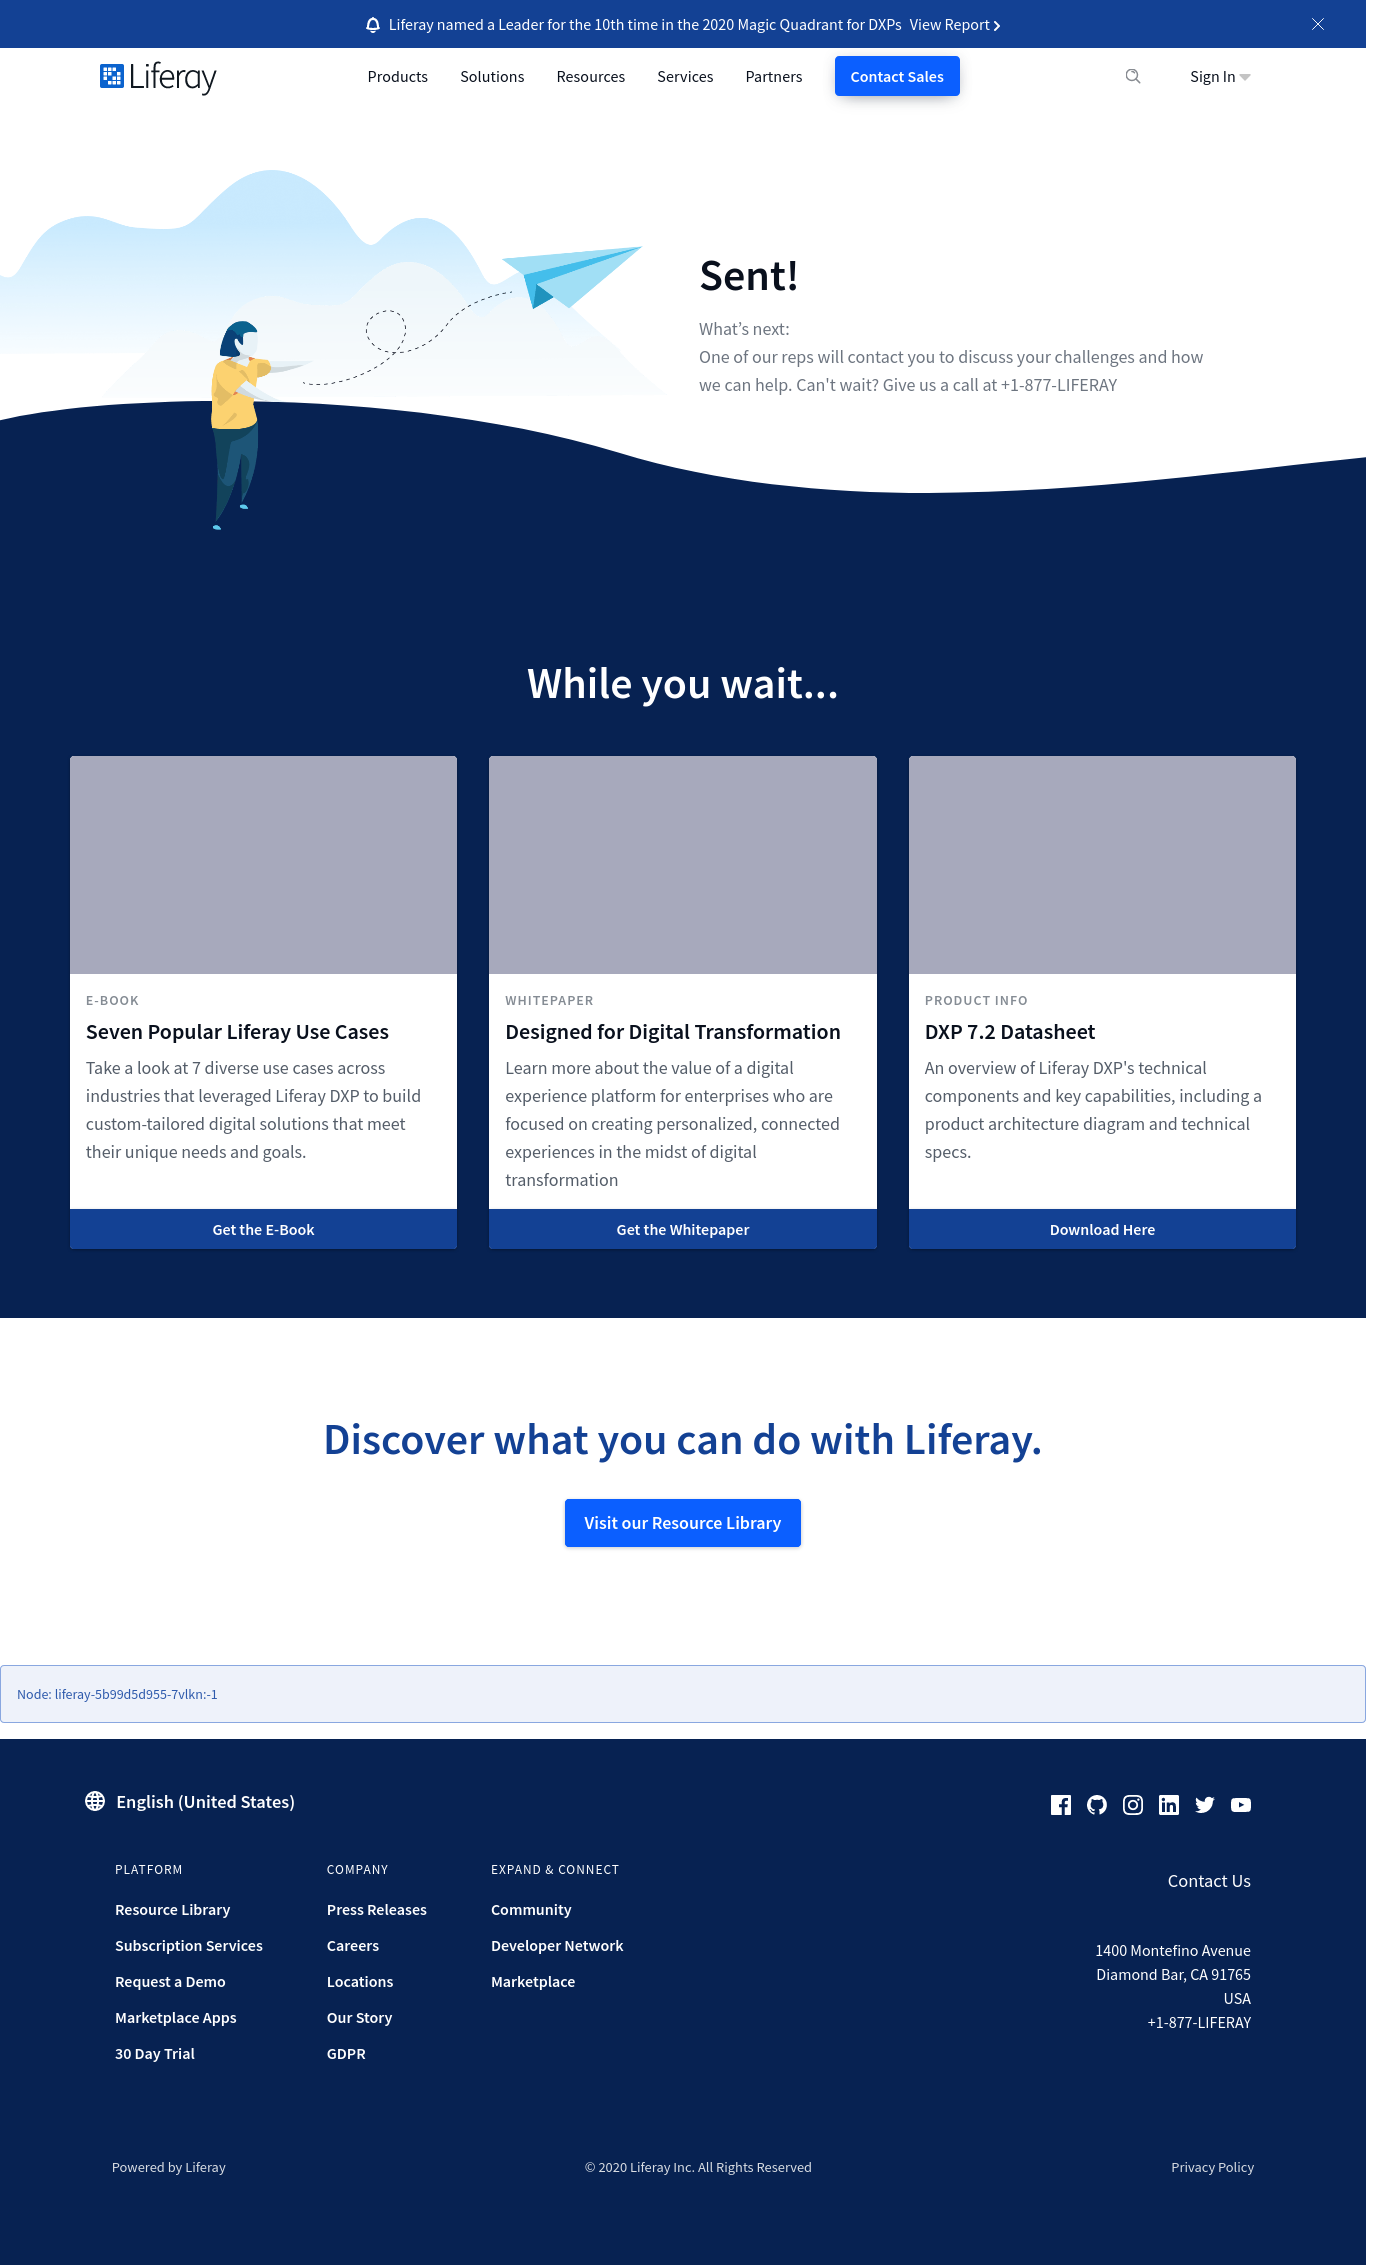 Liferay named a Leader for the 10th time in the 2020 Magic Quadrant for DXPs View Report
Liferay
Products Solutions Resources Services Partners Contact Sales Sign In
Sent!
What’s next:
One of our reps will contact you to discuss your challenges and how
we can help. Can't wait? Give us a call at +1-877-LIFERAY
While you wait...
E-BOOK
Seven Popular Liferay Use Cases
Take a look at 7 diverse use cases across
industries that leveraged Liferay DXP to build
custom-tailored digital solutions that meet
their unique needs and goals.
Get the E-Book
WHITEPAPER
Designed for Digital Transformation
Learn more about the value of a digital
experience platform for enterprises who are
focused on creating personalized, connected
experiences in the midst of digital
transformation
Get the Whitepaper
PRODUCT INFO
DXP 7.2 Datasheet
An overview of Liferay DXP's technical
components and key capabilities, including a
product architecture diagram and technical
specs.
Download Here
Discover what you can do with Liferay.
Visit our Resource Library
Node: liferay-5b99d5d955-7vlkn:-1
English (United States)
PLATFORM
Resource Library
Subscription Services
Request a Demo
Marketplace Apps
30 Day Trial
COMPANY
Press Releases
Careers
Locations
Our Story
GDPR
EXPAND & CONNECT
Community
Developer Network
Marketplace
Contact Us
1400 Montefino Avenue
Diamond Bar, CA 91765
USA
+1-877-LIFERAY
Powered by Liferay
© 2020 Liferay Inc. All Rights Reserved
Privacy Policy